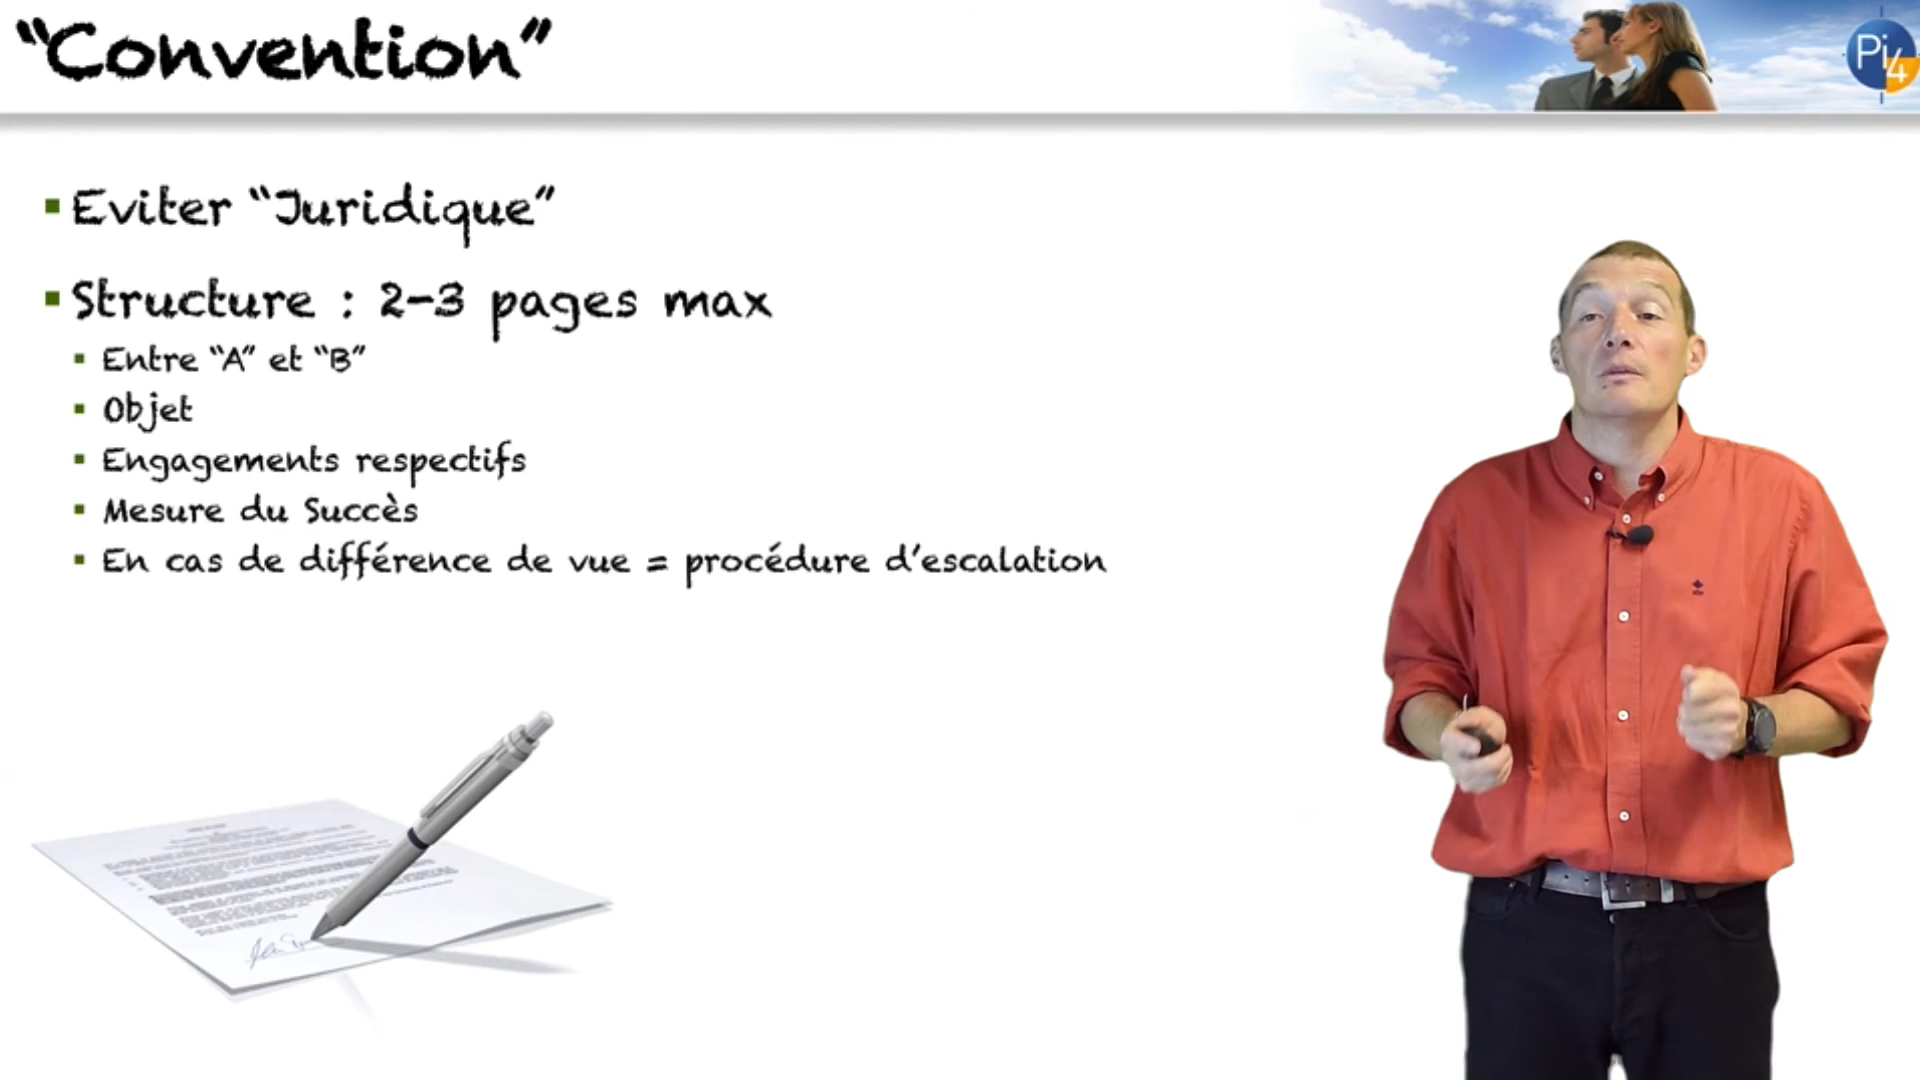 “Convention”
Pi4
Eviter “Juridique”
Structure : 2-3 pages max
Entre “A” et “B”
Objet
Engagements respectifs
Mesure du Succès
En cas de différence de vue = procédure d’escalation